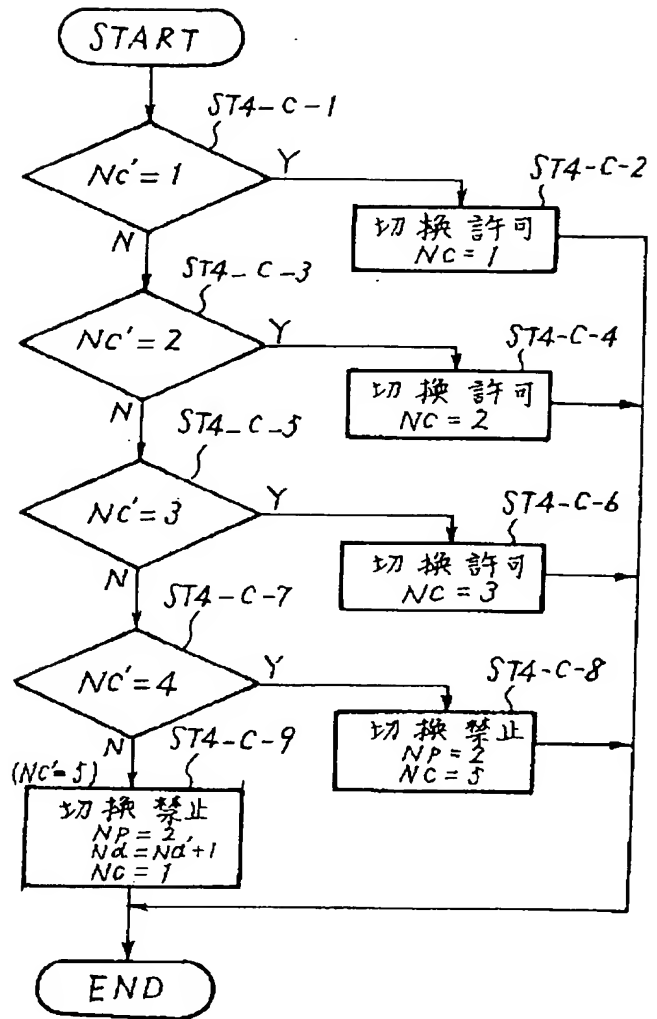 START
ST4-C-1
Nc'=1
Y
N
ST4-C-2
切換許可
NC=1
ST4-C-3
Nc'=2
Y
N
ST4-C-4
切換許可
NC=2
ST4-C-5
Nc'=3
Y
N
ST4-C-6
切換許可
NC=3
ST4-C-7
Nc'=4
Y
N
ST4-C-8
切換禁止
NP=2
NC=5
ST4-C-9
(Nc'=5)
切換禁止
NP=2,
Nd=Nd'+1
NC=1
END